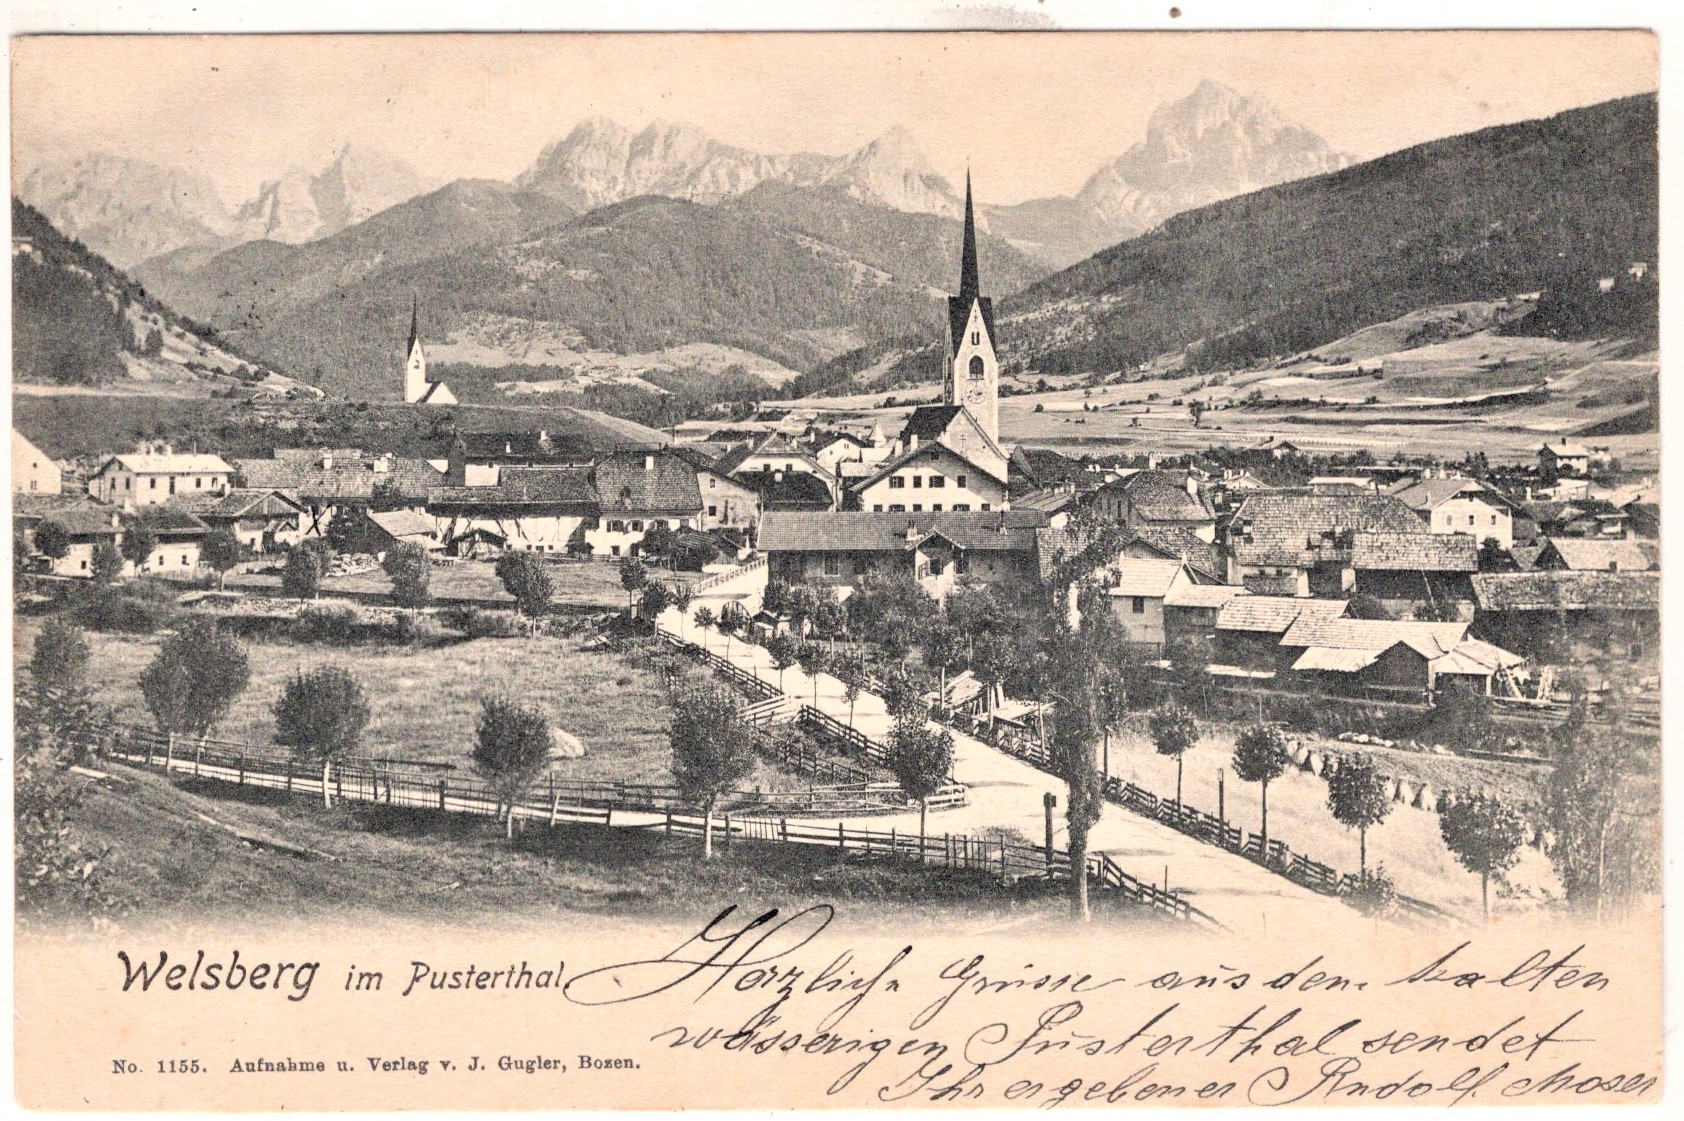 Welsberg im Pusterthal.
Herzlich Grüsse aus dem kalten
wässerigen Pusterthal sendet
Ihr ergebener Rudolf Moser
No. 1155. Aufnahme u. Verlag v. J. Gugler, Bozen.